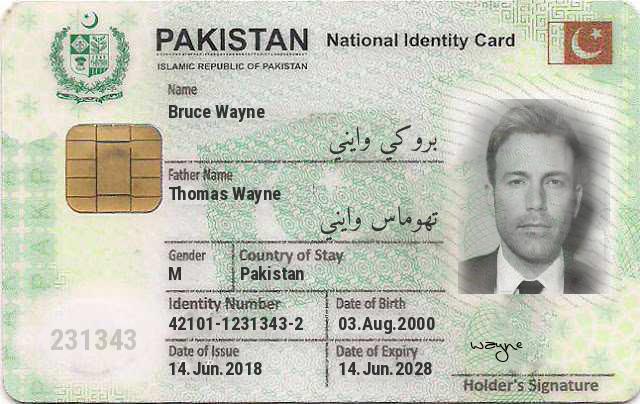 PAKISTAN National Identity Card
ISLAMIC REPUBLIC OF PAKISTAN
Name
Bruce Wayne
بروكي وايني
Father Name
Thomas Wayne
تهوماس وايني
Gender Country of Stay
M Pakistan
Identity Number Date of Birth
42101-1231343-2 03.Aug.2000
231343
Date of Issue Date of Expiry
14.Jun.2018 14.Jun.2028
wayne
Holder's Signature